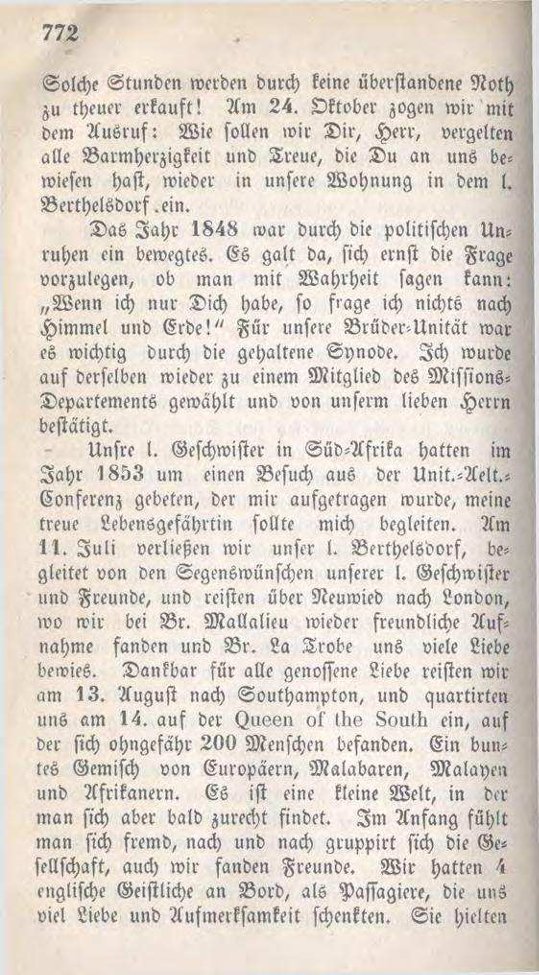 772
Solche Stunden werden durch keine überstandene Noth
zu theuer erkauft! Am 24. Oktober zogen wir mit
dem Ausruf: Wie sollen wir Dir, Herr, vergelten
alle Barmherzigkeit und Treue, die Du an uns be-
wiesen hast, wieder in unsere Wohnung in dem l.
Berthelsdorf ein.
Das Jahr 1848 war durch die politischen Un-
ruhen ein bewegtes. Es galt da, sich ernst die Frage
vorzulegen, ob man mit Wahrheit sagen kann:
„Wenn ich nur Dich habe, so frage ich nichts nach
Himmel und Erde!“ Für unsere Brüder-Unität war
es wichtig durch die gehaltene Synode. Ich wurde
auf derselben wieder zu einem Mitglied des Missions-
Departements gewählt und von unserm lieben Herrn
bestätigt.
Unsre l. Geschwister in Süd-Afrika hatten im
Jahr 1853 um einen Besuch aus der Unit.-Aelt.-
Conferenz gebeten, der mir aufgetragen wurde, meine
treue Lebensgefährtin sollte mich begleiten. Am
11. Juli verließen wir unser l. Berthelsdorf, be-
gleitet von den Segenswünschen unserer l. Geschwister
und Freunde, und reisten über Neuwied nach London,
wo wir bei Br. Mallalieu wieder freundliche Auf-
nahme fanden und Br. La Trobe uns viele Liebe
bewies. Dankbar für alle genossene Liebe reisten wir
am 13. August nach Southampton, und quartirten
uns am 14. auf der Queen of the South ein, auf
der sich ohngefähr 200 Menschen befanden. Ein bun-
tes Gemisch von Europäern, Malabaren, Malayen
und Afrikanern. Es ist eine kleine Welt, in der
man sich aber bald zurecht findet. Im Anfang fühlt
man sich fremd, nach und nach gruppirt sich die Ge-
sellschaft, auch wir fanden Freunde. Wir hatten 4
englische Geistliche an Bord, als Passagiere, die uns
viel Liebe und Aufmerksamkeit schenkten. Sie hielten